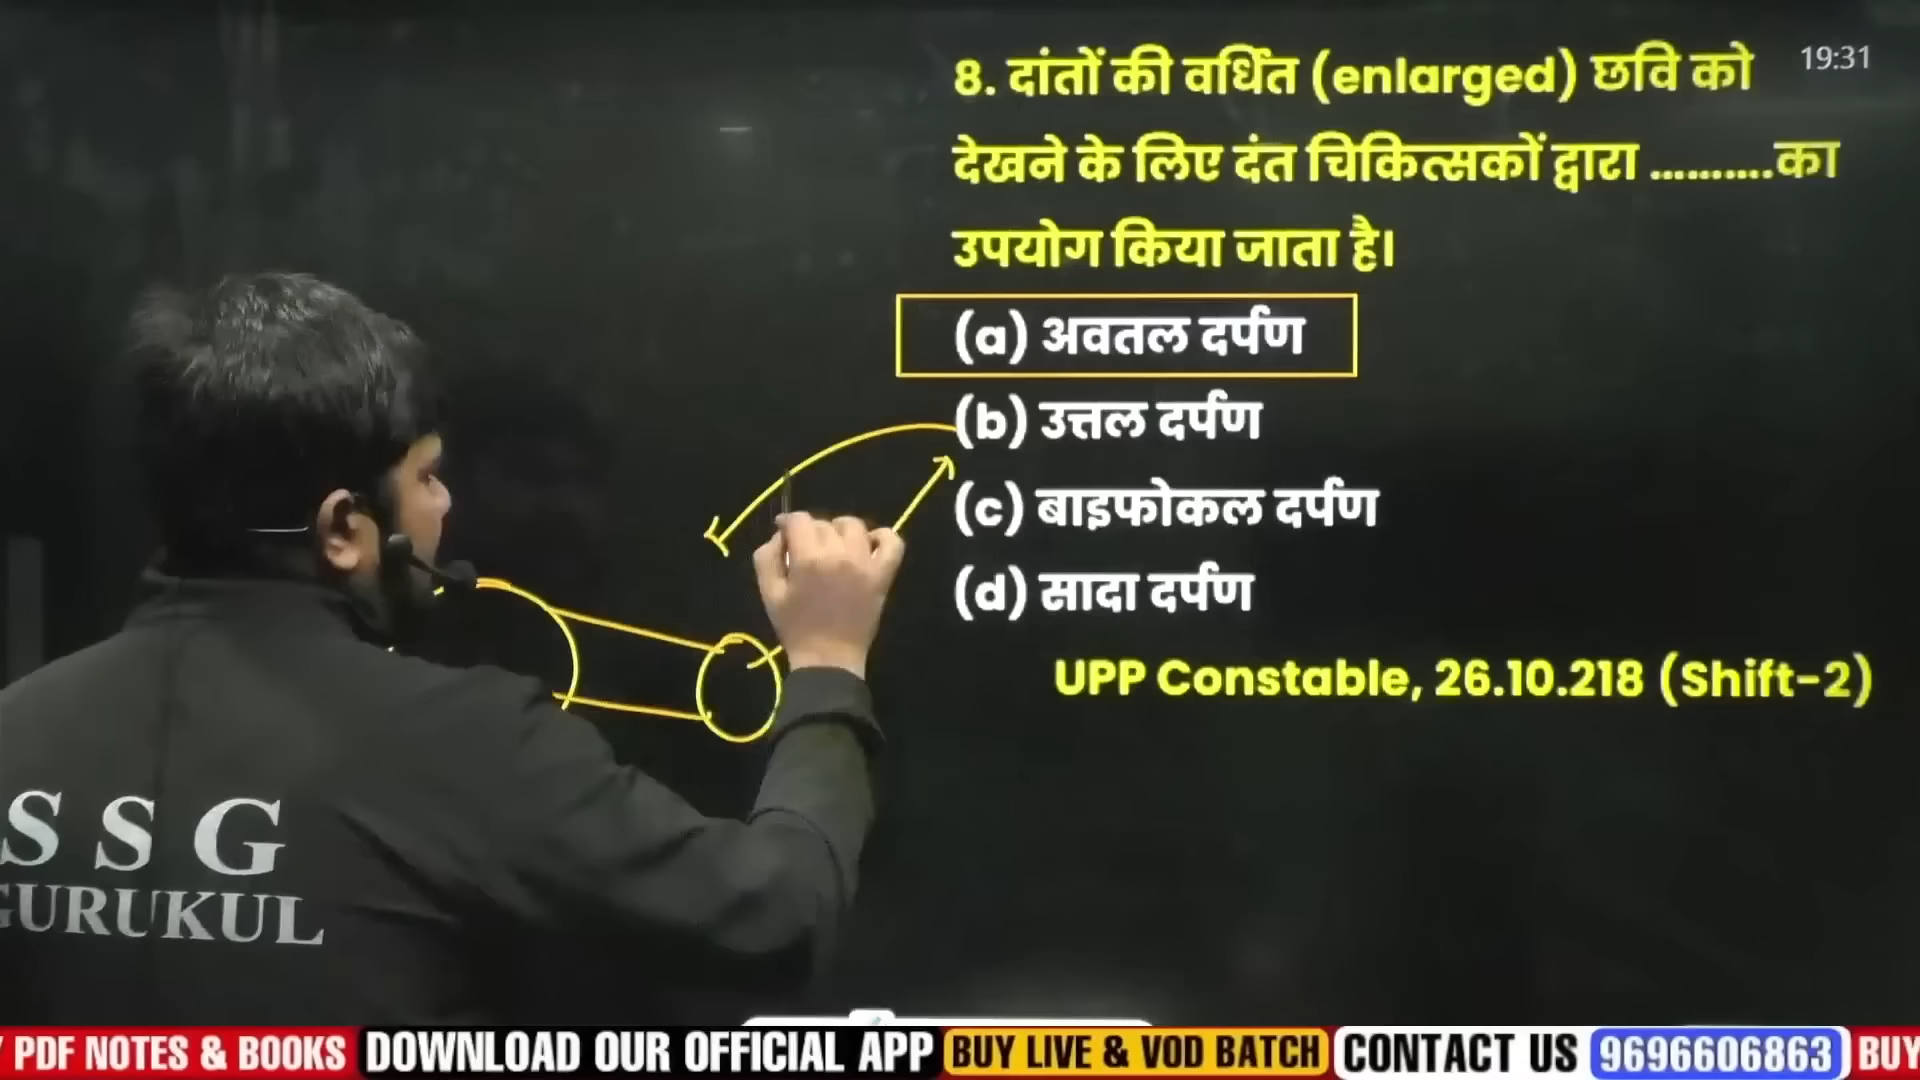 19:31
8. दांतों की वर्धित (enlarged) छवि को
देखने के लिए दंत चिकित्सकों द्वारा ..........का
उपयोग किया जाता है।
(a) अवतल दर्पण
(b) उत्तल दर्पण
(c) बाइफोकल दर्पण
(d) सादा दर्पण
UPP Constable, 26.10.218 (Shift-2)
S S G
GURUKUL
PDF NOTES & BOOKS DOWNLOAD OUR OFFICIAL APP BUY LIVE & VOD BATCH CONTACT US 9696606863 BUY